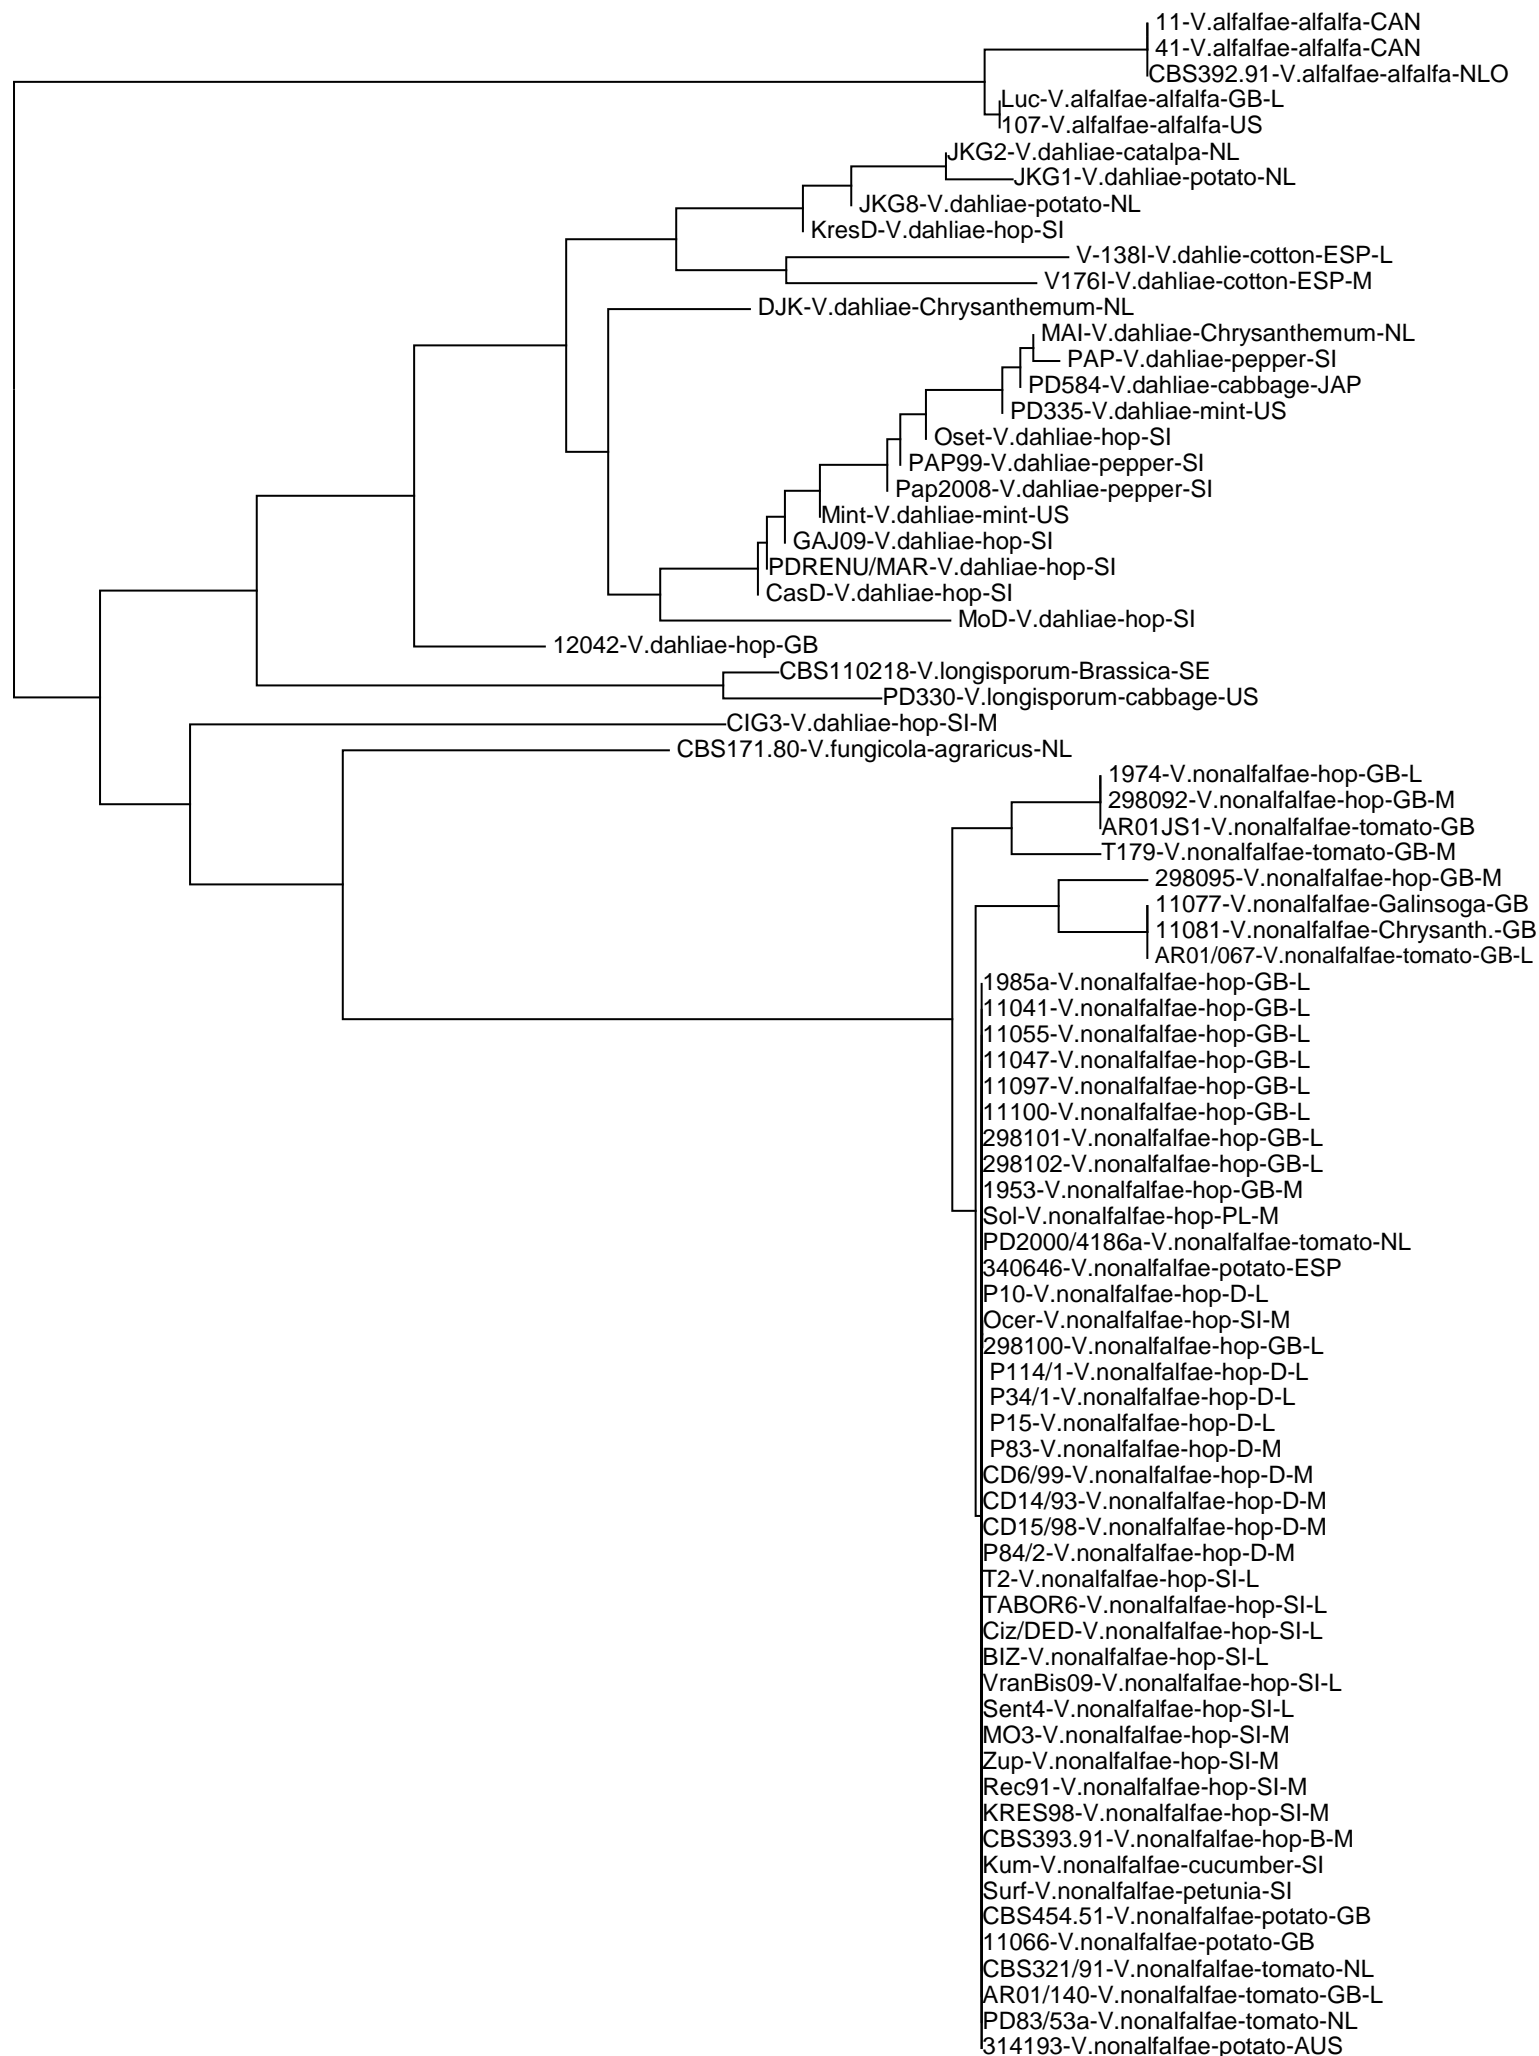 11-V.alfalfae-alfalfa-CAN
41-V.alfalfae-alfalfa-CAN
CBS392.91-V.alfalfae-alfalfa-NLO
Luc-V.alfalfae-alfalfa-GB-L
107-V.alfalfae-alfalfa-US
JKG2-V.dahliae-catalpa-NL
JKG1-V.dahliae-potato-NL
JKG8-V.dahliae-potato-NL
KresD-V.dahliae-hop-SI
V-138I-V.dahlie-cotton-ESP-L
V176I-V.dahliae-cotton-ESP-M
DJK-V.dahliae-Chrysanthemum-NL
MAI-V.dahliae-Chrysanthemum-NL
PAP-V.dahliae-pepper-SI
PD584-V.dahliae-cabbage-JAP
PD335-V.dahliae-mint-US
Oset-V.dahliae-hop-SI
PAP99-V.dahliae-pepper-SI
Pap2008-V.dahliae-pepper-SI
Mint-V.dahliae-mint-US
GAJ09-V.dahliae-hop-SI
PDRENU/MAR-V.dahliae-hop-SI
CasD-V.dahliae-hop-SI
MoD-V.dahliae-hop-SI
12042-V.dahliae-hop-GB
CBS110218-V.longisporum-Brassica-SE
PD330-V.longisporum-cabbage-US
CIG3-V.dahliae-hop-SI-M
CBS171.80-V.fungicola-agraricus-NL
1974-V.nonalfalfae-hop-GB-L
298092-V.nonalfalfae-hop-GB-M
AR01JS1-V.nonalfalfae-tomato-GB
T179-V.nonalfalfae-tomato-GB-M
298095-V.nonalfalfae-hop-GB-M
11077-V.nonalfalfae-Galinsoga-GB
11081-V.nonalfalfae-Chrysanth.-GB
AR01/067-V.nonalfalfae-tomato-GB-L
1985a-V.nonalfalfae-hop-GB-L
11041-V.nonalfalfae-hop-GB-L
11055-V.nonalfalfae-hop-GB-L
11047-V.nonalfalfae-hop-GB-L
11097-V.nonalfalfae-hop-GB-L
11100-V.nonalfalfae-hop-GB-L
298101-V.nonalfalfae-hop-GB-L
298102-V.nonalfalfae-hop-GB-L
1953-V.nonalfalfae-hop-GB-M
Sol-V.nonalfalfae-hop-PL-M
PD2000/4186a-V.nonalfalfae-tomato-NL
340646-V.nonalfalfae-potato-ESP
P10-V.nonalfalfae-hop-D-L
Ocer-V.nonalfalfae-hop-SI-M
298100-V.nonalfalfae-hop-GB-L
P114/1-V.nonalfalfae-hop-D-L
P34/1-V.nonalfalfae-hop-D-L
P15-V.nonalfalfae-hop-D-L
P83-V.nonalfalfae-hop-D-M
CD6/99-V.nonalfalfae-hop-D-M
CD14/93-V.nonalfalfae-hop-D-M
CD15/98-V.nonalfalfae-hop-D-M
P84/2-V.nonalfalfae-hop-D-M
T2-V.nonalfalfae-hop-SI-L
TABOR6-V.nonalfalfae-hop-SI-L
Ciz/DED-V.nonalfalfae-hop-SI-L
BIZ-V.nonalfalfae-hop-SI-L
VranBis09-V.nonalfalfae-hop-SI-L
Sent4-V.nonalfalfae-hop-SI-L
MO3-V.nonalfalfae-hop-SI-M
Zup-V.nonalfalfae-hop-SI-M
Rec91-V.nonalfalfae-hop-SI-M
KRES98-V.nonalfalfae-hop-SI-M
CBS393.91-V.nonalfalfae-hop-B-M
Kum-V.nonalfalfae-cucumber-SI
Surf-V.nonalfalfae-petunia-SI
CBS454.51-V.nonalfalfae-potato-GB
11066-V.nonalfalfae-potato-GB
CBS321/91-V.nonalfalfae-tomato-NL
AR01/140-V.nonalfalfae-tomato-GB-L
PD83/53a-V.nonalfalfae-tomato-NL
314193-V.nonalfalfae-potato-AUS